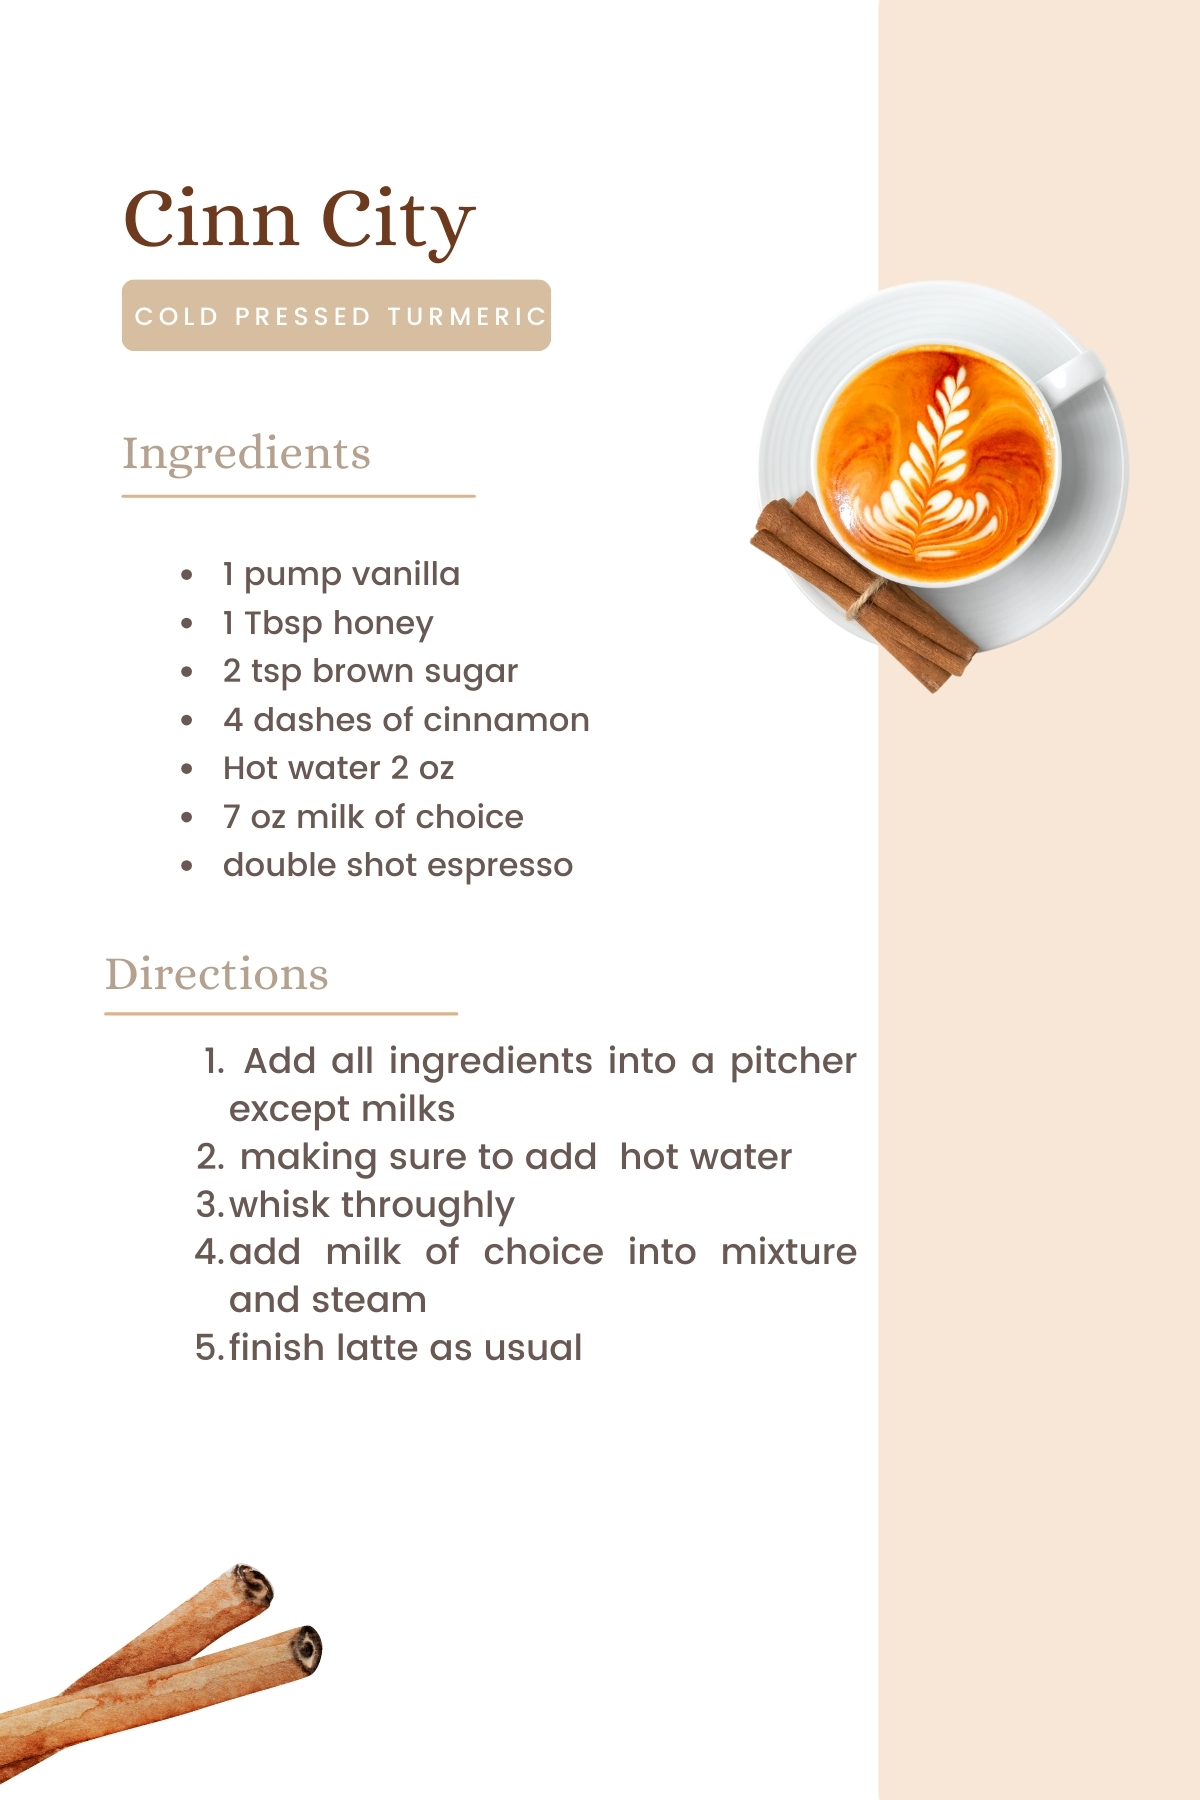 Cinn City
COLD PRESSED TURMERIC
Ingredients
• 1 pump vanilla
• 1 Tbsp honey
• 2 tsp brown sugar
• 4 dashes of cinnamon
• Hot water 2 oz
• 7 oz milk of choice
• double shot espresso
Directions
1. Add all ingredients into a pitcher
except milks
2. making sure to add  hot water
3. whisk throughly
4. add milk of choice into mixture
and steam
5. finish latte as usual